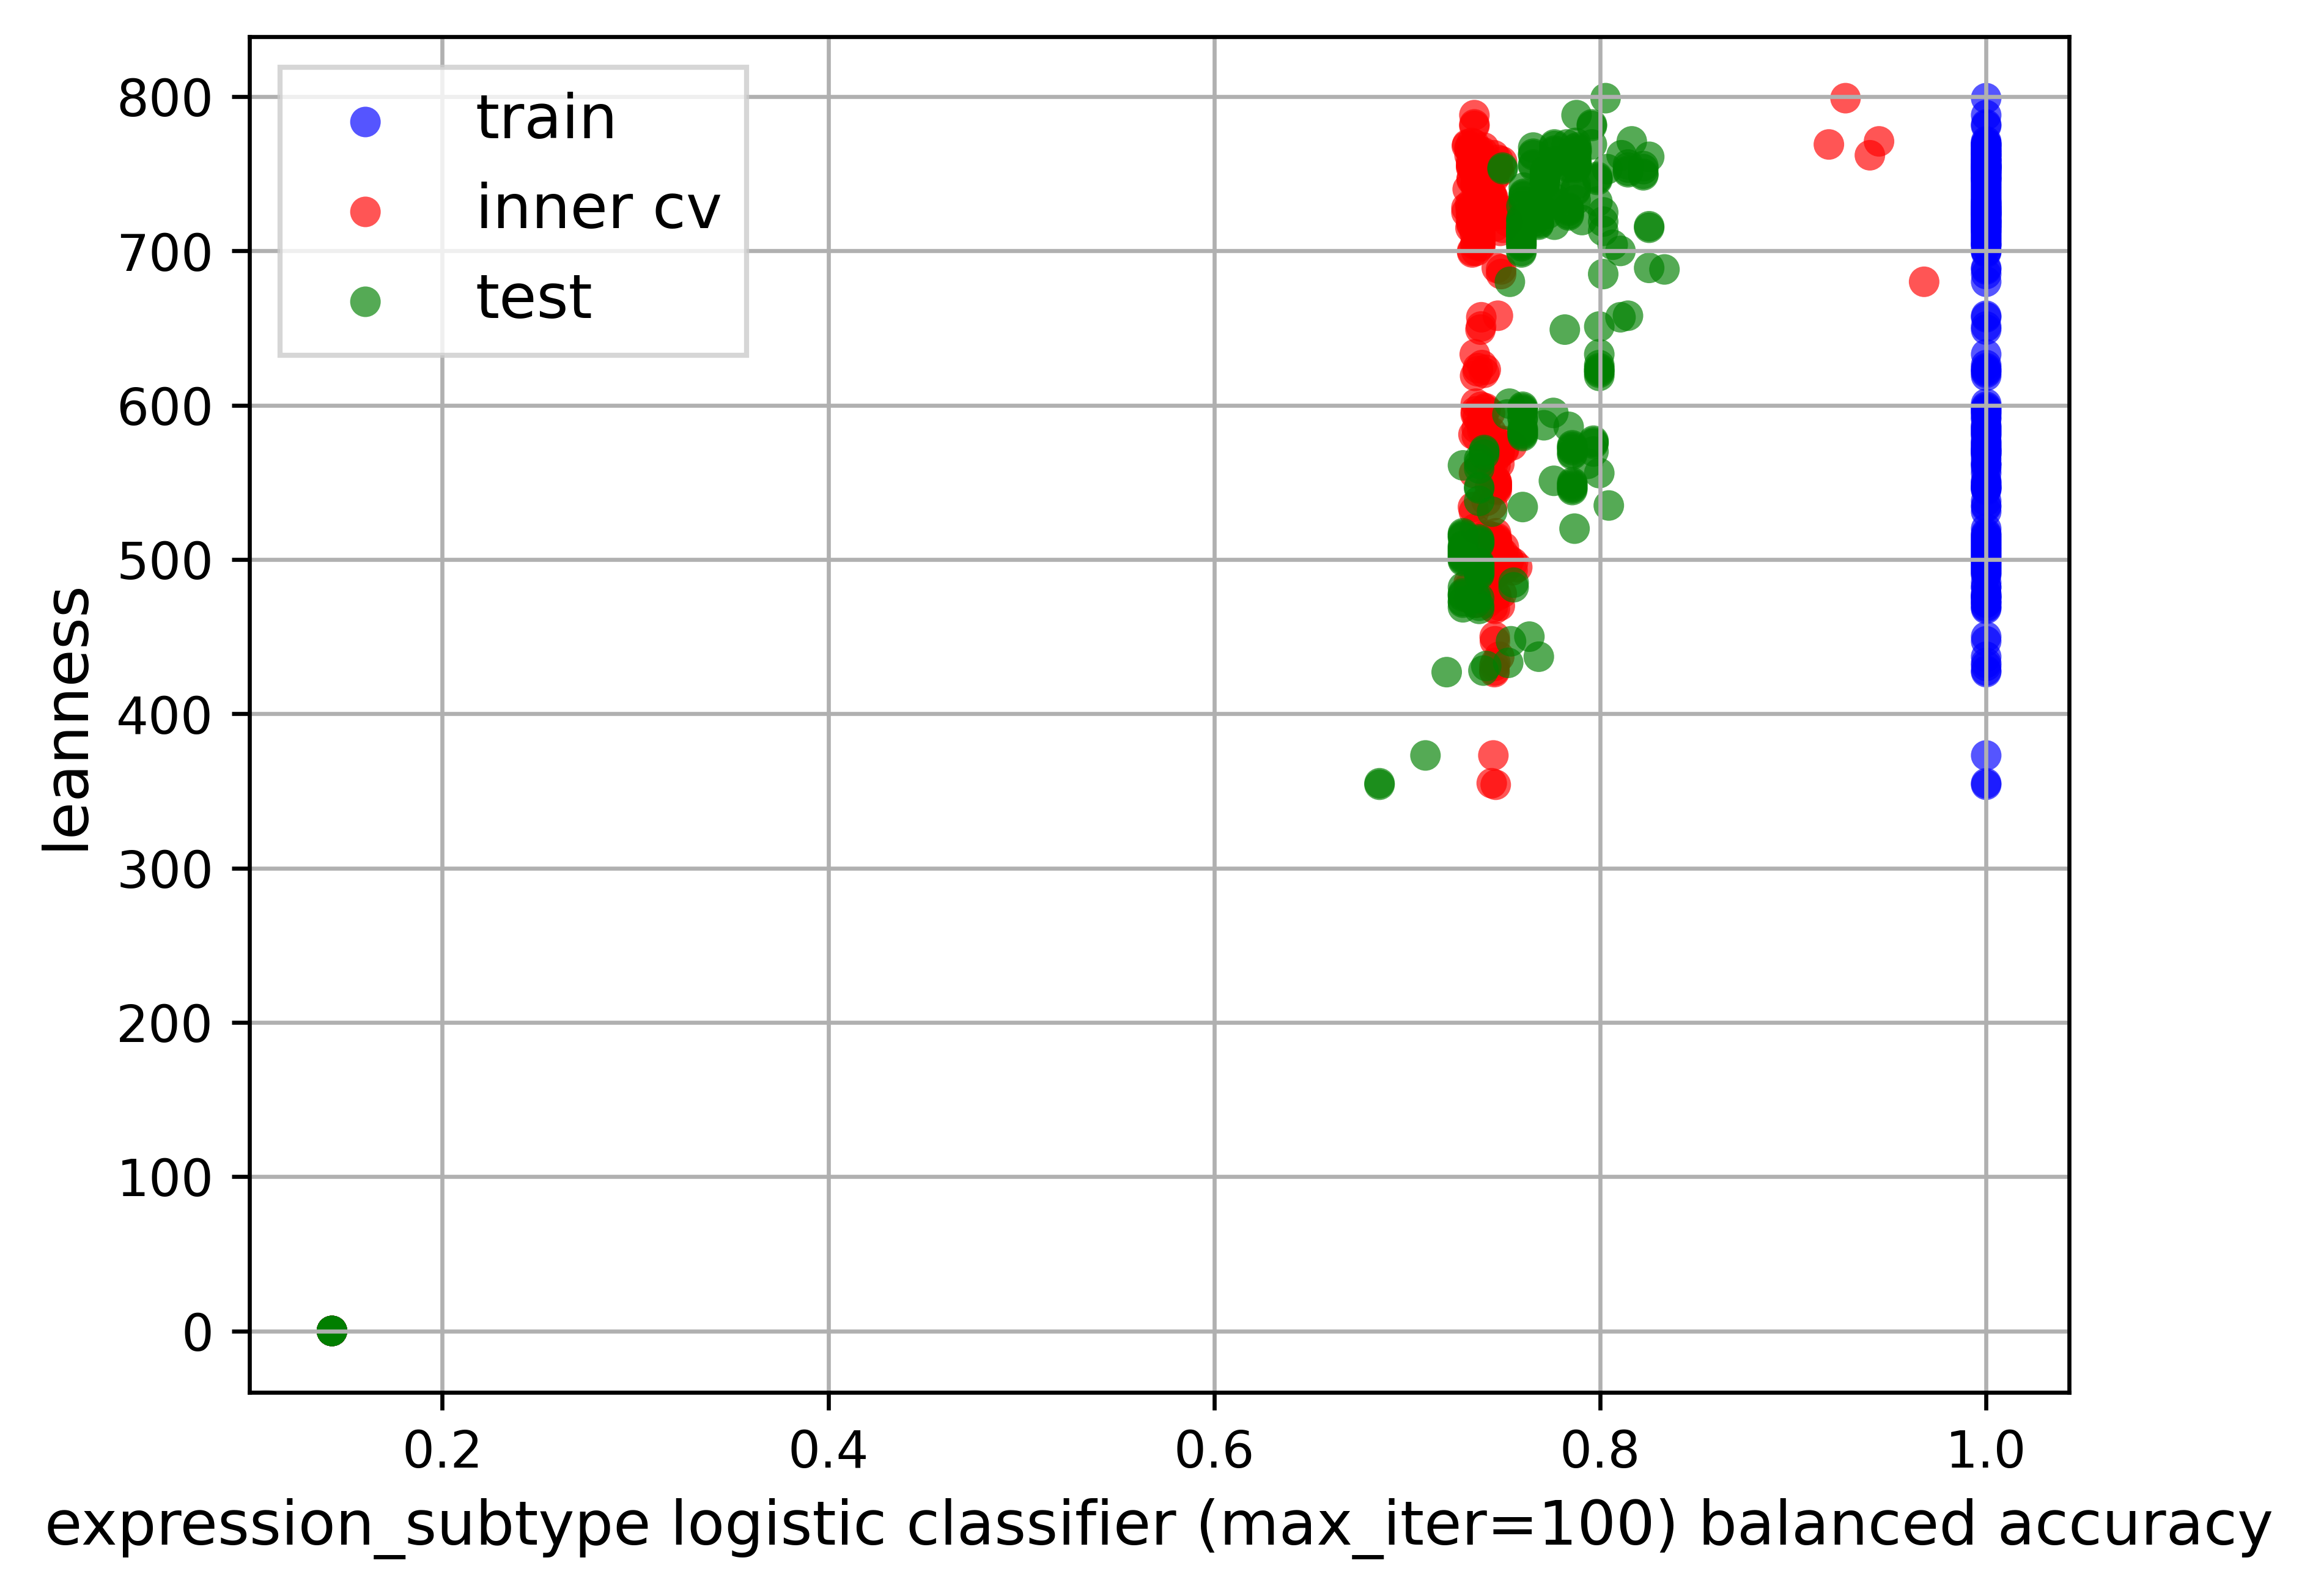 train
inner cv
test
800
700
600
500
400
300
200
100
0
leanness
0.2 0.4 0.6 0.8 1.0
expression_subtype logistic classifier (max_iter=100) balanced accuracy